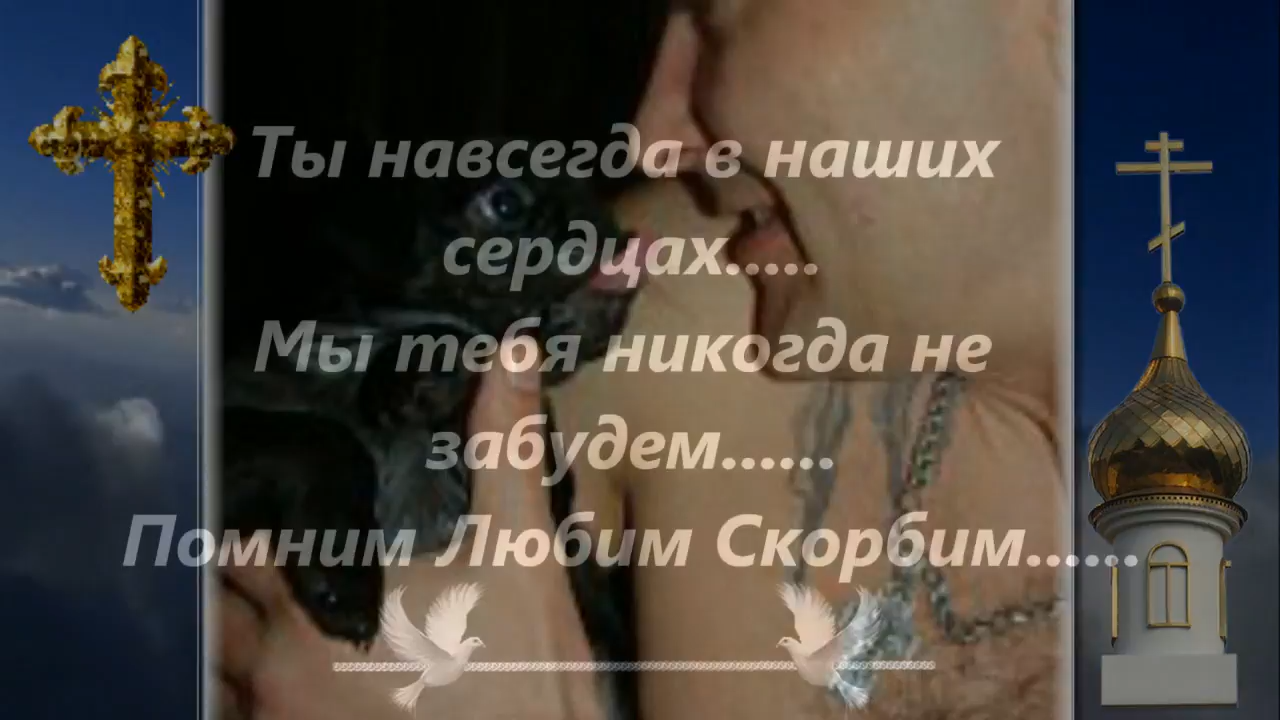 Ты навсегда в наших
сердцах.....
Мы тебя никогда не
забудем......
Помним Любим Скорбим......